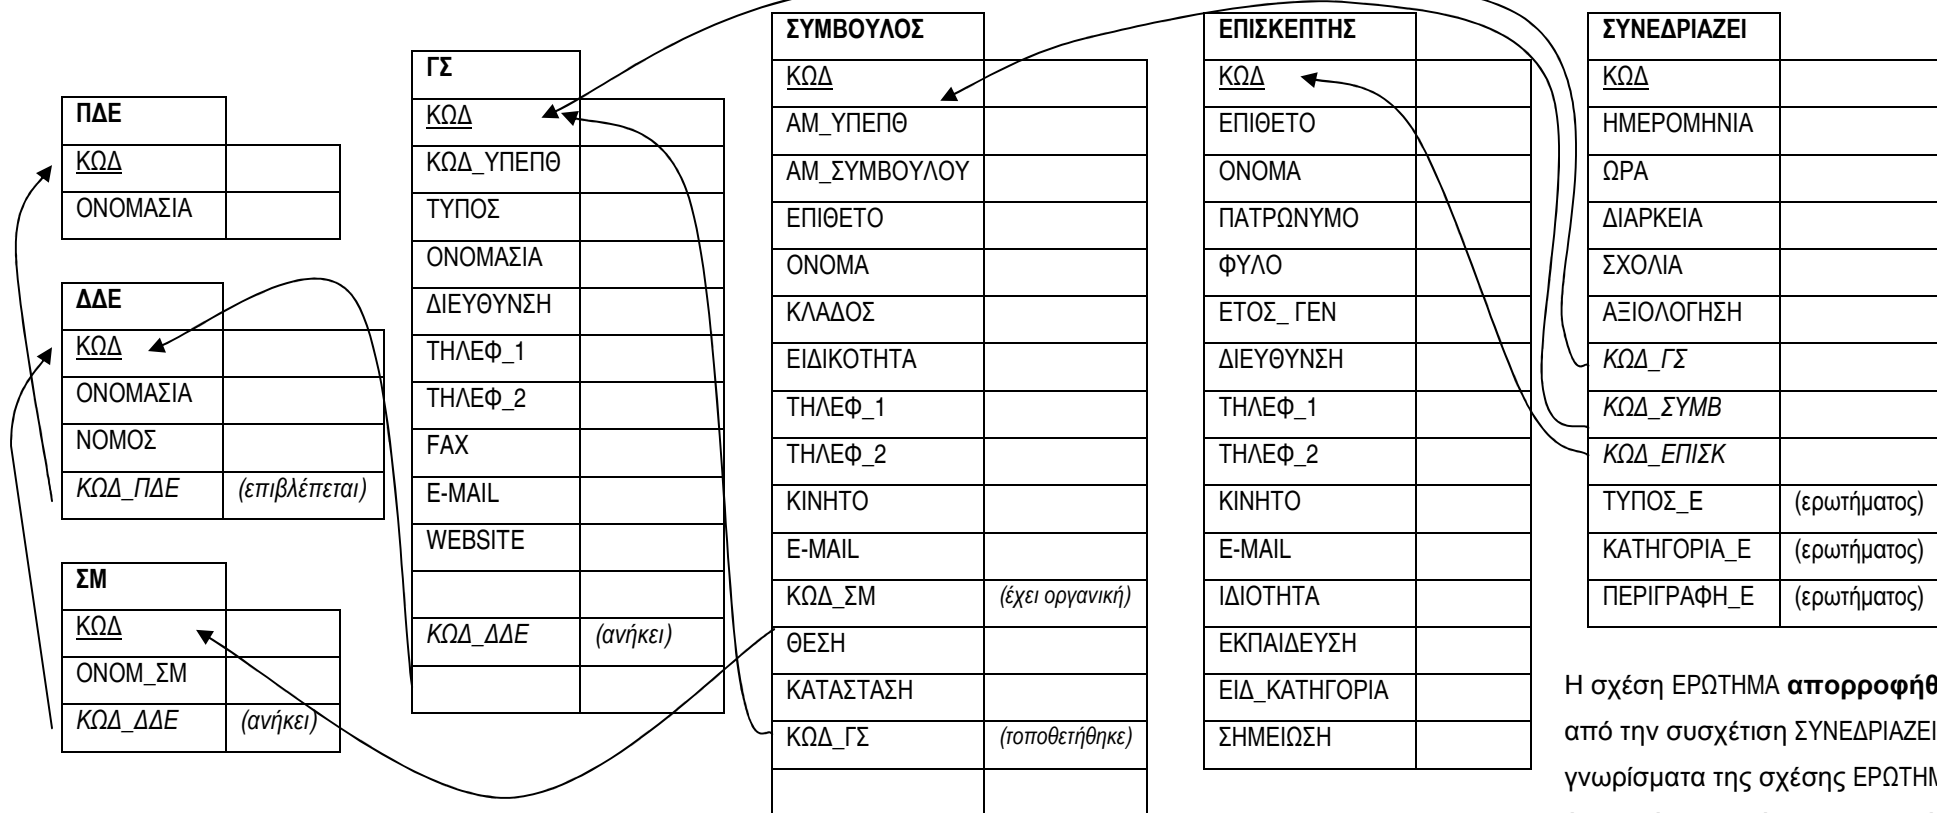 ΠΔΕ
ΚΩΔ
ΟΝΟΜΑΣΙΑ
ΔΔΕ
ΚΩΔ
ΟΝΟΜΑΣΙΑ
ΝΟΜΟΣ
ΚΩΔ_ΠΔΕ (επιβλέπεται)
ΣΜ
ΚΩΔ
ΟΝΟΜ_ΣΜ
ΚΩΔ_ΔΔΕ (ανήκει)
ΓΣ
ΚΩΔ
ΚΩΔ_ΥΠΕΠΘ
ΤΥΠΟΣ
ΟΝΟΜΑΣΙΑ
ΔΙΕΥΘΥΝΣΗ
ΤΗΛΕΦ_1
ΤΗΛΕΦ_2
FAX
E-MAIL
WEBSITE
ΚΩΔ_ΔΔΕ (ανήκει)
ΣΥΜΒΟΥΛΟΣ
ΚΩΔ
ΑΜ_ΥΠΕΠΘ
ΑΜ_ΣΥΜΒΟΥΛΟΥ
ΕΠΙΘΕΤΟ
ΟΝΟΜΑ
ΚΛΑΔΟΣ
ΕΙΔΙΚΟΤΗΤΑ
ΤΗΛΕΦ_1
ΤΗΛΕΦ_2
ΚΙΝΗΤΟ
E-MAIL
ΚΩΔ_ΣΜ (έχει οργανική)
ΘΕΣΗ
ΚΑΤΑΣΤΑΣΗ
ΚΩΔ_ΓΣ (τοποθετήθηκε)
ΕΠΙΣΚΕΠΤΗΣ
ΚΩΔ
ΕΠΙΘΕΤΟ
ΟΝΟΜΑ
ΠΑΤΡΩΝΥΜΟ
ΦΥΛΟ
ΕΤΟΣ_ ΓΕΝ
ΔΙΕΥΘΥΝΣΗ
ΤΗΛΕΦ_1
ΤΗΛΕΦ_2
ΚΙΝΗΤΟ
E-MAIL
ΙΔΙΟΤΗΤΑ
ΕΚΠΑΙΔΕΥΣΗ
ΕΙΔ_ΚΑΤΗΓΟΡΙΑ
ΣΗΜΕΙΩΣΗ
ΣΥΝΕΔΡΙΑΖΕΙ
ΚΩΔ
ΗΜΕΡΟΜΗΝΙΑ
ΩΡΑ
ΔΙΑΡΚΕΙΑ
ΣΧΟΛΙΑ
ΑΞΙΟΛΟΓΗΣΗ
ΚΩΔ_ΓΣ
ΚΩΔ_ΣΥΜΒ
ΚΩΔ_ΕΠΙΣΚ
ΤΥΠΟΣ_Ε (ερωτήματος)
ΚΑΤΗΓΟΡΙΑ_Ε (ερωτήματος)
ΠΕΡΙΓΡΑΦΗ_Ε (ερωτήματος)
Η σχέση ΕΡΩΤΗΜΑ απορροφήθ
από την συσχέτιση ΣΥΝΕΔΡΙΑΖΕΙ
γνωρίσματα της σχέσης ΕΡΩΤΗΜ